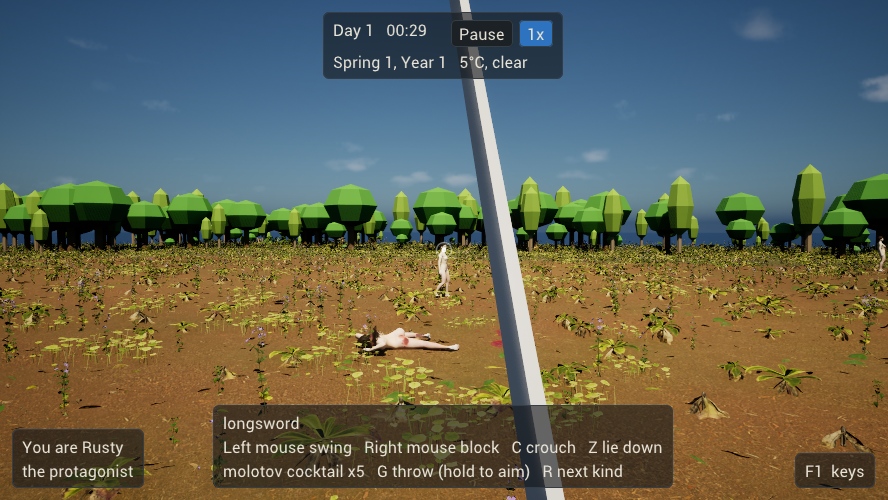 Day 1 00:29 Pause 1x
Spring 1, Year 1 5°C, clear
longsword
Left mouse swing Right mouse block C crouch Z lie down
molotov cocktail x5 G throw (hold to aim) R next kind
You are Rusty
the protagonist
F1 keys